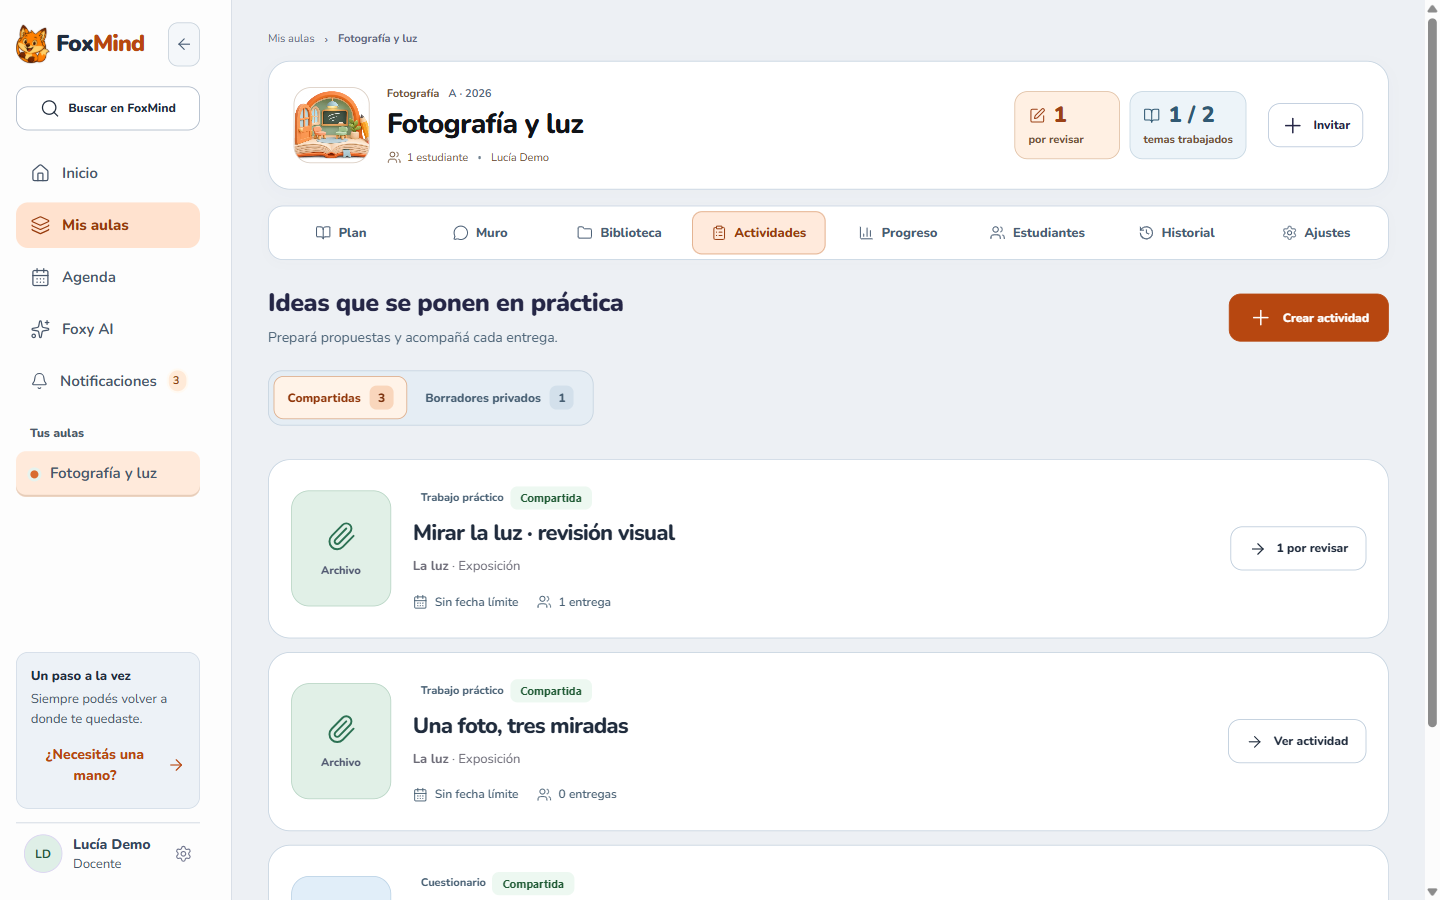 FoxMind
Buscar en FoxMind
Inicio
Mis aulas
Agenda
Foxy AI
Notificaciones 3
Tus aulas
Fotografía y luz
Un paso a la vez
Siempre podés volver a
donde te quedaste.
¿Necesitás una
mano?
LD
Lucía Demo
Docente
Mis aulas › Fotografía y luz
Fotografía A · 2026
Fotografía y luz
1 estudiante • Lucía Demo
1
por revisar
1 / 2
temas trabajados
Invitar
Plan
Muro
Biblioteca
Actividades
Progreso
Estudiantes
Historial
Ajustes
Ideas que se ponen en práctica
Prepará propuestas y acompañá cada entrega.
Crear actividad
Compartidas 3
Borradores privados 1
Archivo
Trabajo práctico Compartida
Mirar la luz · revisión visual
La luz · Exposición
Sin fecha límite 1 entrega
1 por revisar
Archivo
Trabajo práctico Compartida
Una foto, tres miradas
La luz · Exposición
Sin fecha límite 0 entregas
Ver actividad
Cuestionario Compartida